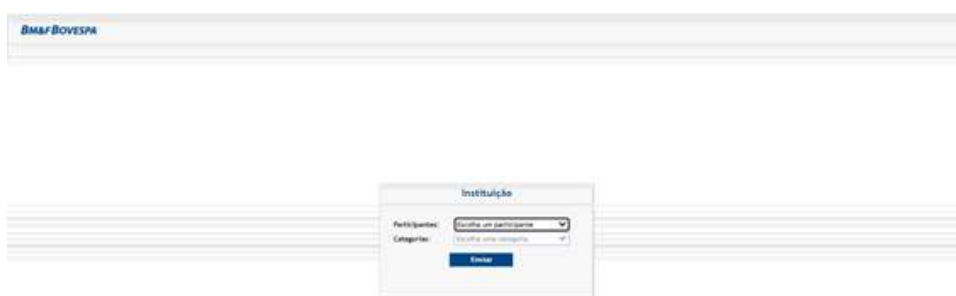 BM&FBOVESPA
Instituição
Participantes: Escolha um participante
Categorias: Escolha uma categoria
Enviar